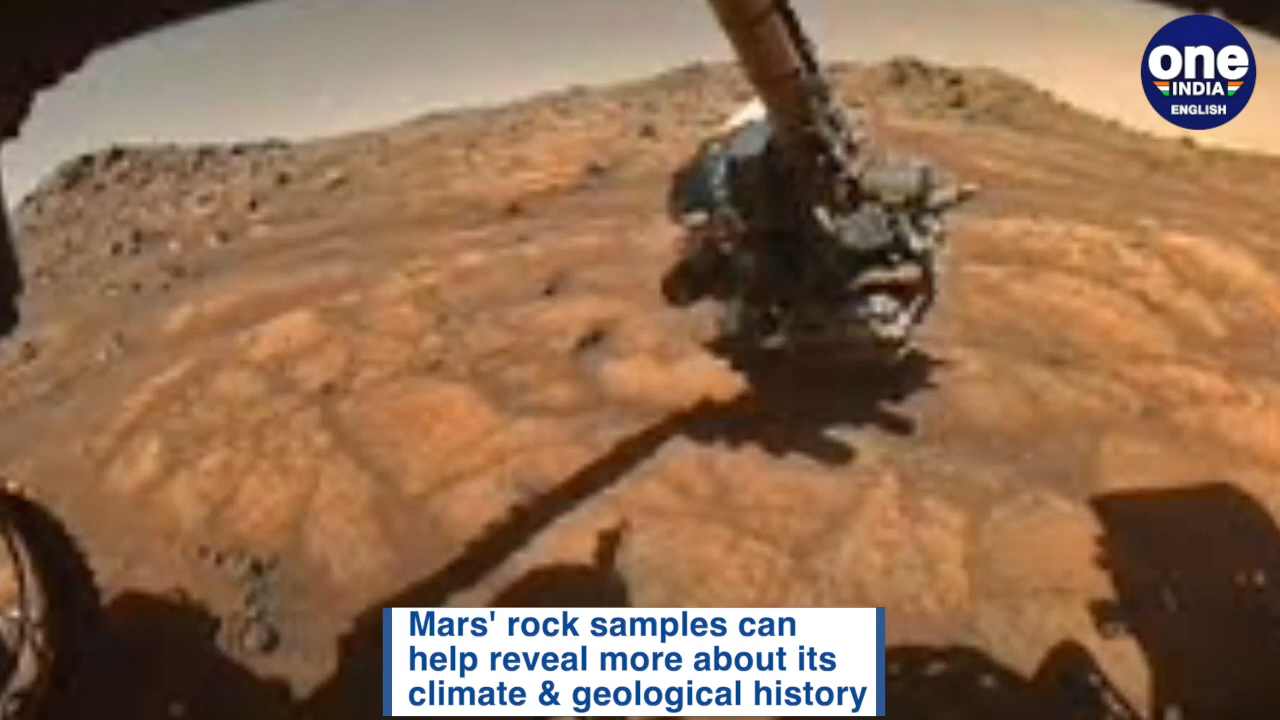 one
INDIA
ENGLISH
Mars' rock samples can
help reveal more about its
climate & geological history